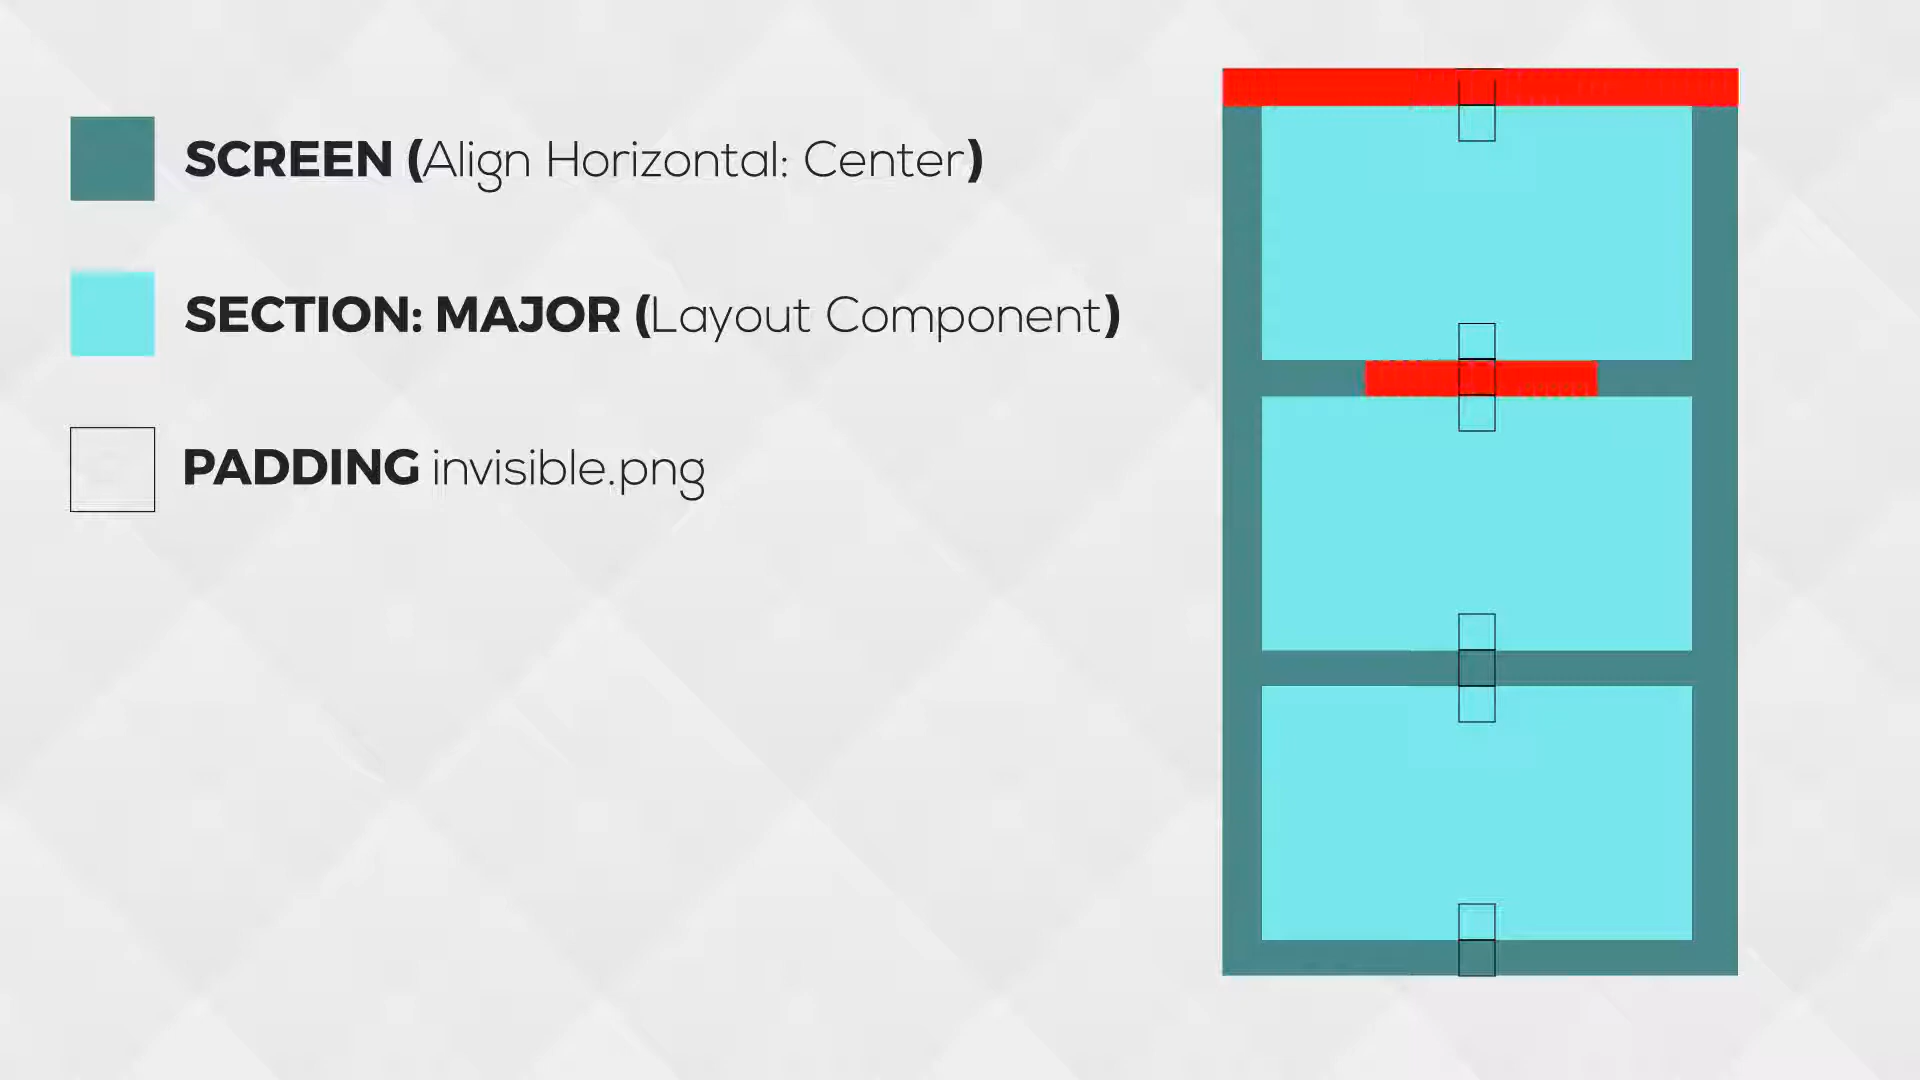 SCREEN (Align Horizontal: Center)
SECTION: MAJOR (Layout Component)
PADDING invisible.png